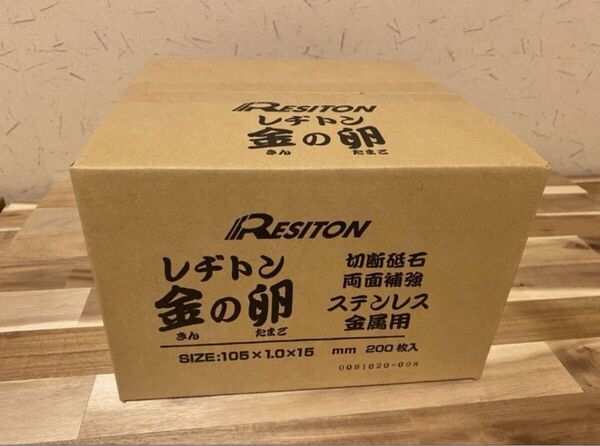 RESITON
レヂトン
金の卵
きん たまご
RESITON
レヂトン
金の卵
きん たまご
切断砥石
両面補強
ステンレス
金属用
SIZE:105×1.0×15 mm 200枚入
0081020-008